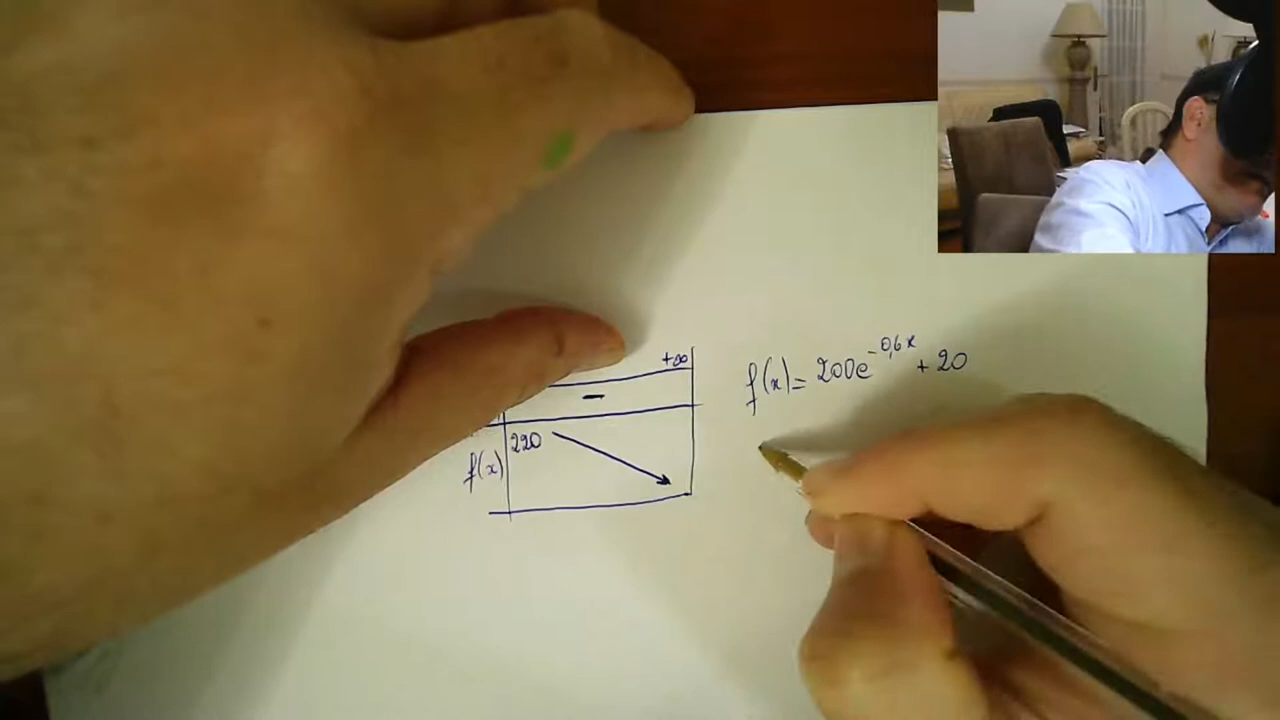 +∞
−
220
f(x)
f(x) = 200e^-0,6x + 20